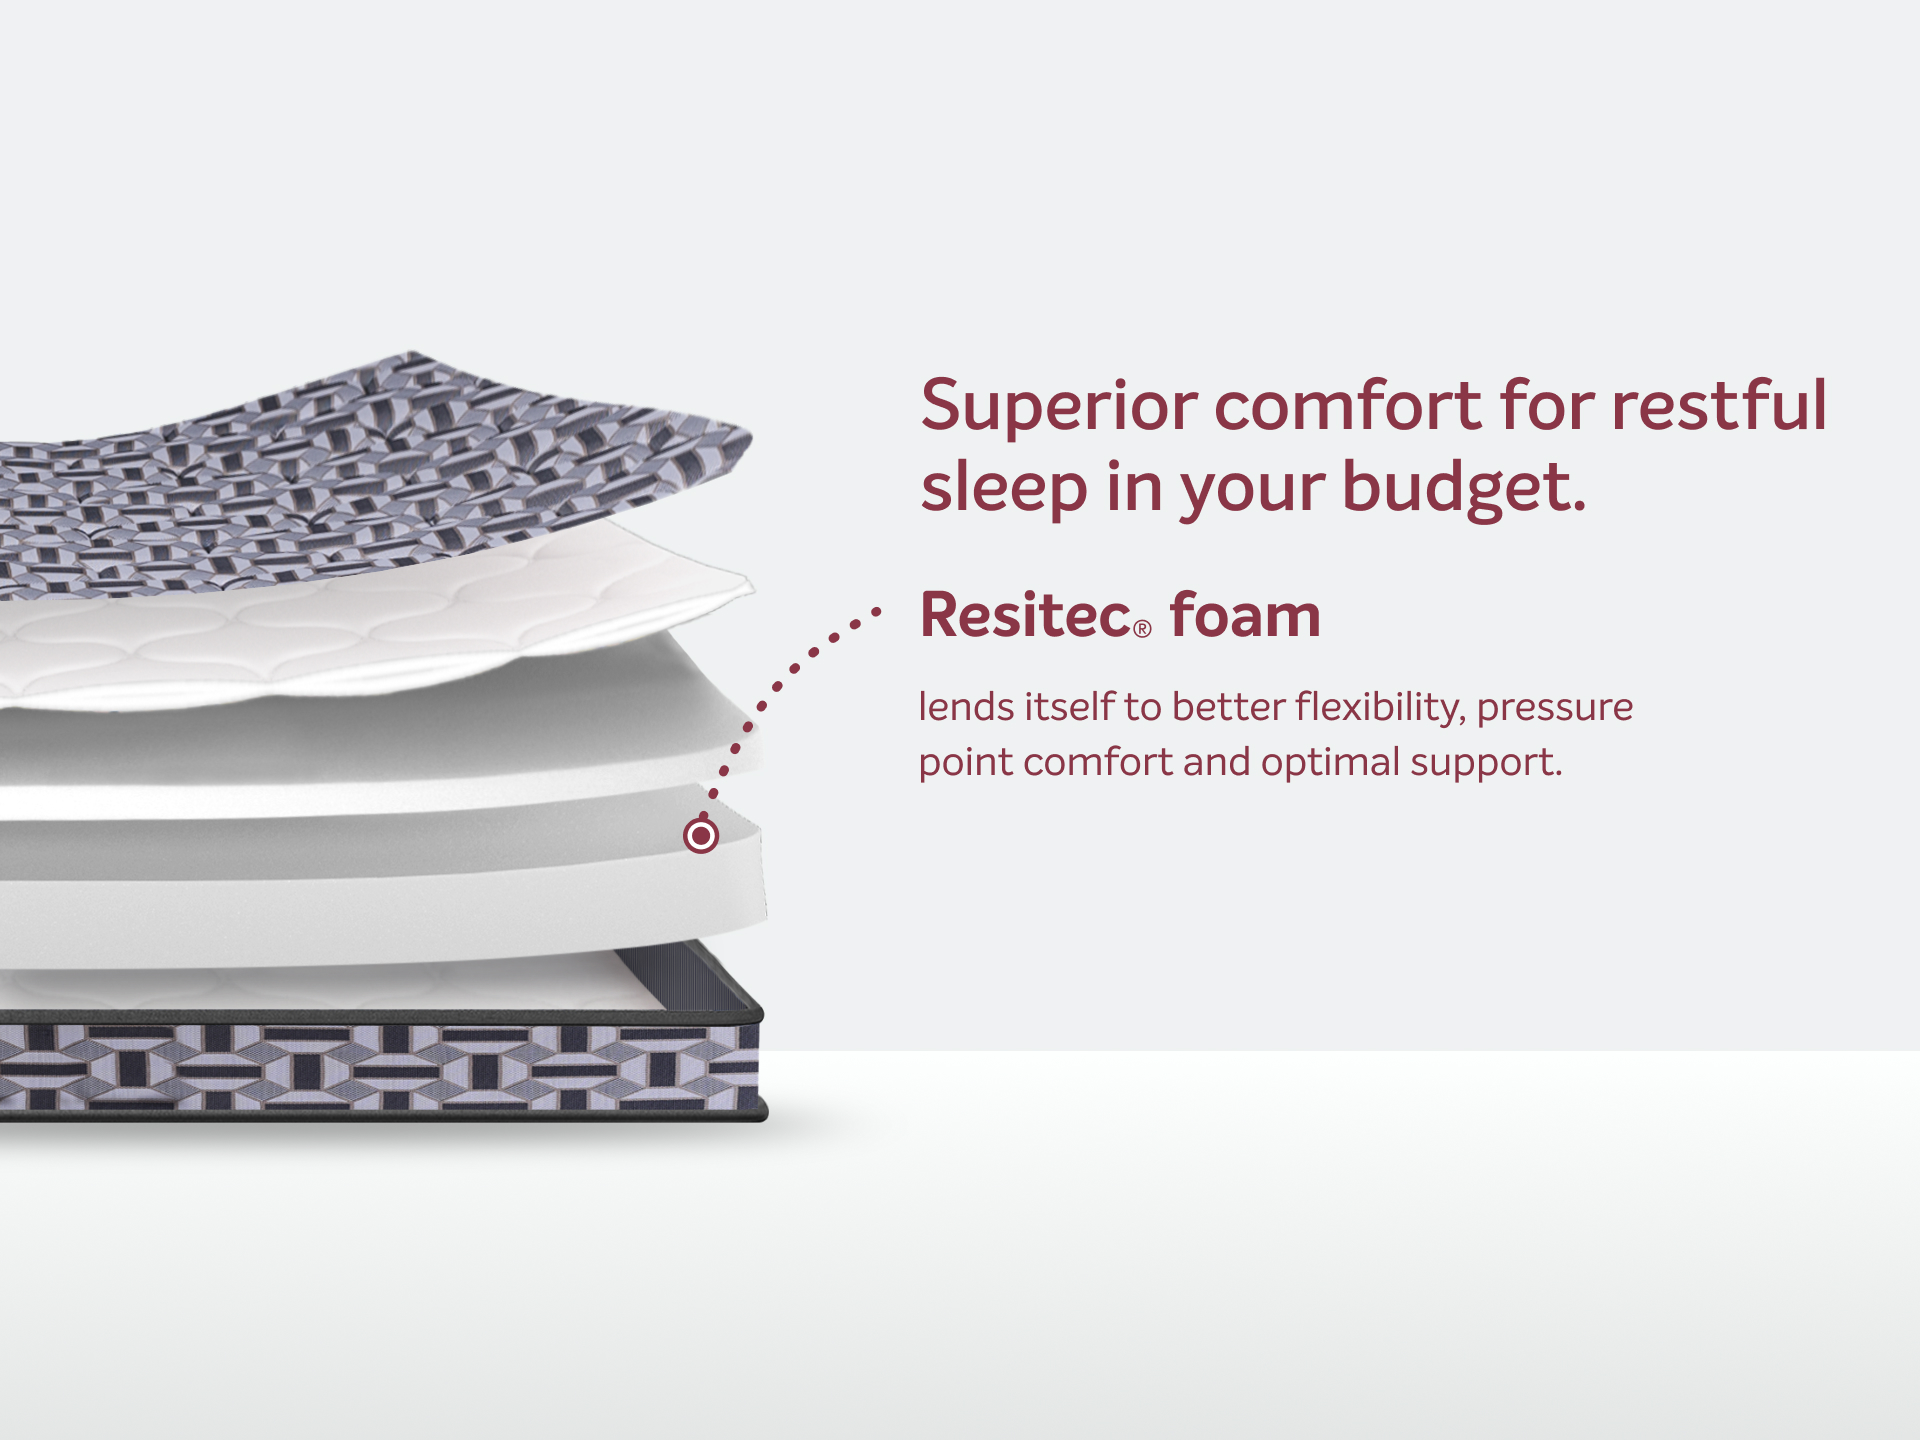 Superior comfort for restful
sleep in your budget.
Resitec® foam
lends itself to better flexibility, pressure
point comfort and optimal support.